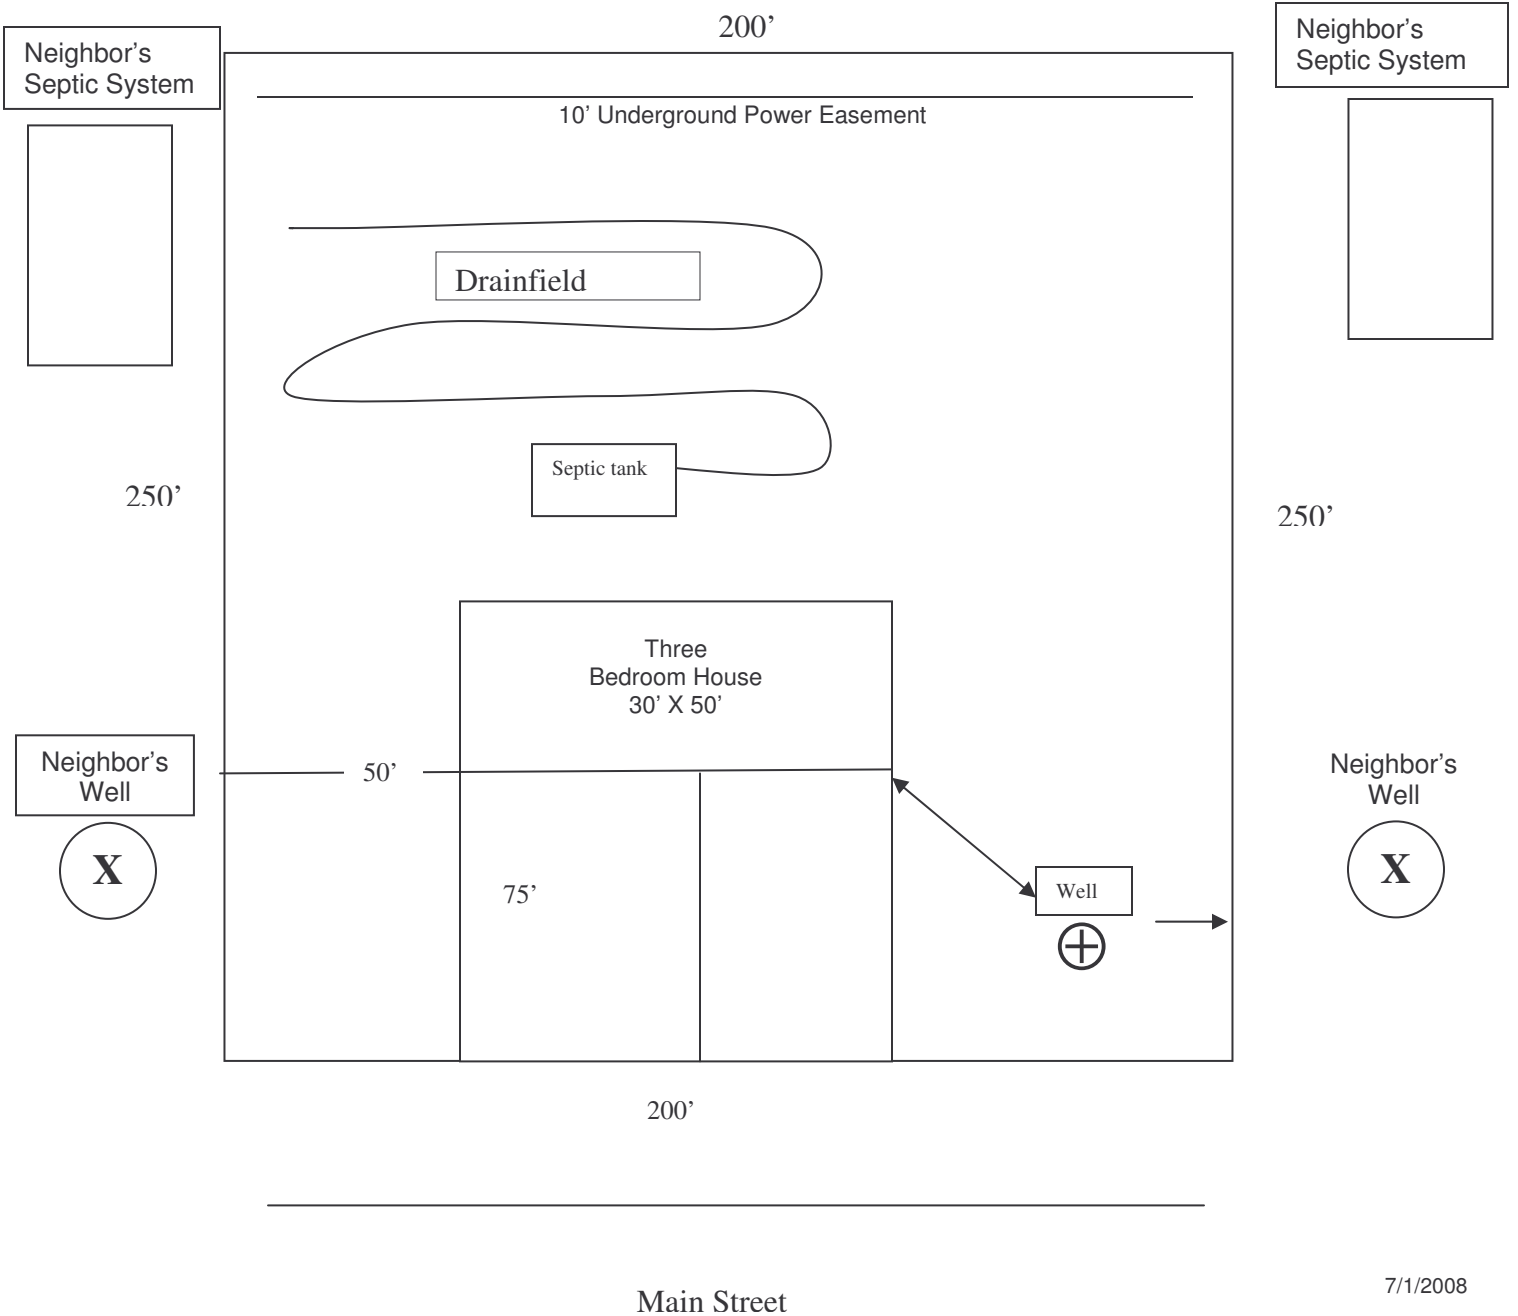 200’
Neighbor’s
Septic System
Neighbor’s
Septic System
10’ Underground Power Easement
Drainfield
Septic tank
250’
250’
Three
Bedroom House
30’ X 50’
Neighbor’s
Well
50’
Neighbor’s
Well
X
75’
Well
X
200’
Main Street
7/1/2008